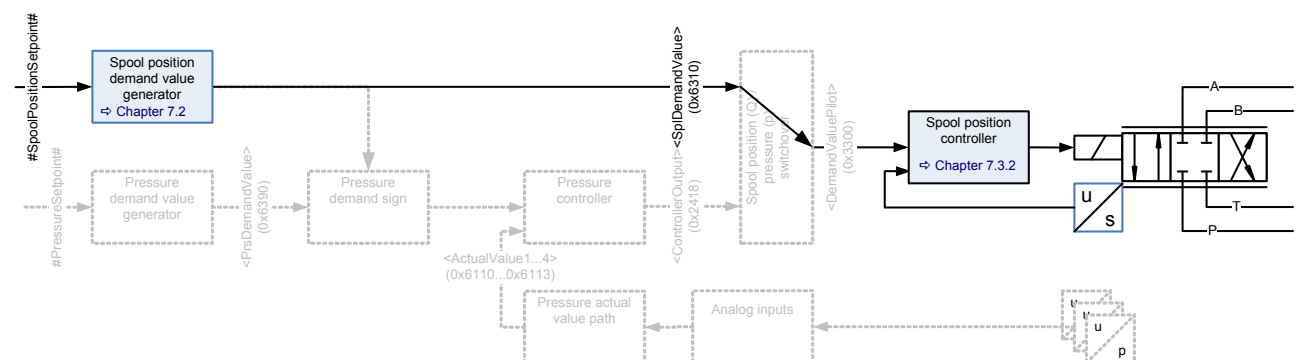 #SpoolPositionSetpoint#
Spool position
demand value
generator
⇨ Chapter 7.2
<SplDemandValue>
(0x6310)
Spool position (Q)/
pressure (p)
switchover
<DemandValuePilot>
(0x3300)
Spool position
controller
⇨ Chapter 7.3.2
A
B
T
P
u
s
#PressureSetpoint#
Pressure
demand value
generator
<PrsDemandValue>
(0x6390)
Pressure
demand sign
Pressure
controller
<ControllerOutput>
(0x2418)
<ActualValue1...4>
(0x6110...0x6113)
Pressure actual
value path
Analog inputs
u
u
u
p